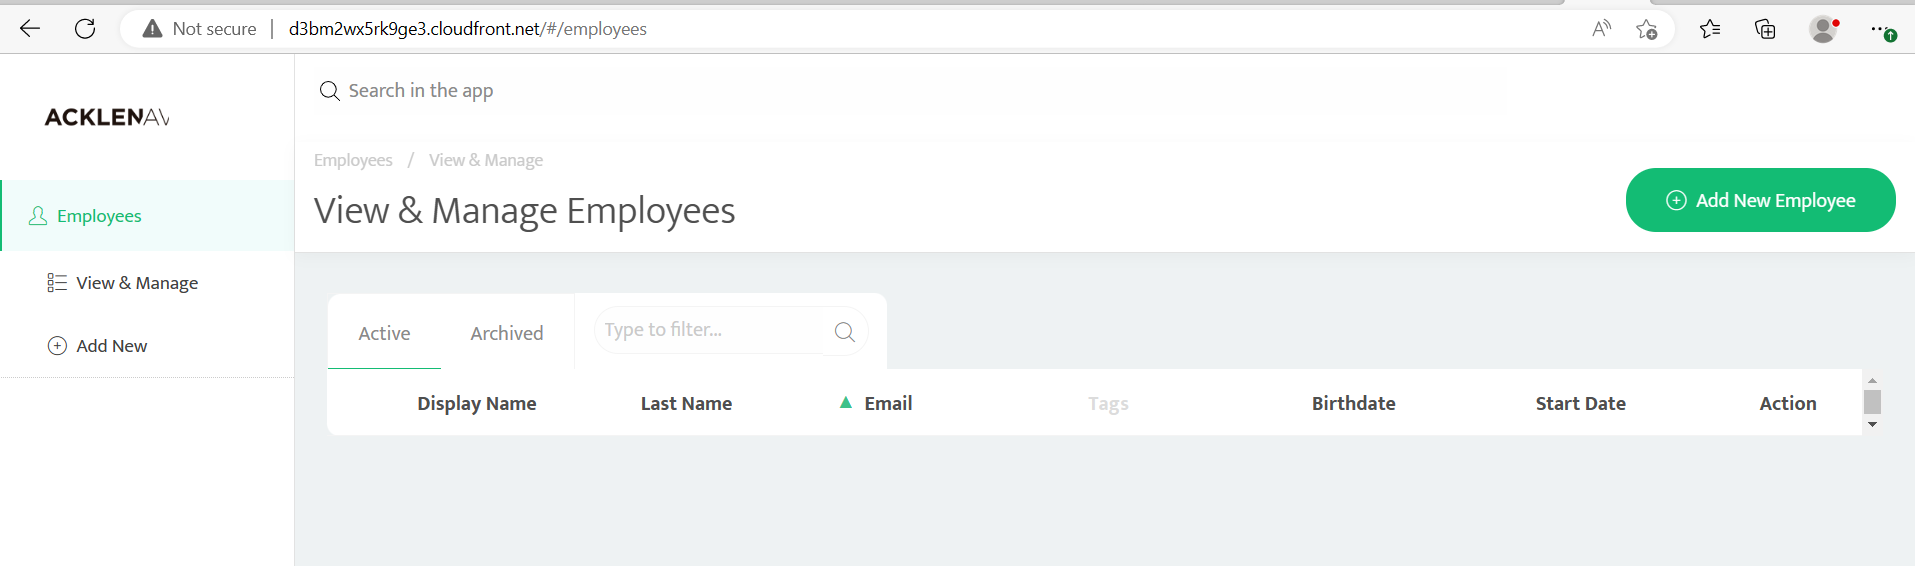 Not secure | d3bm2wx5rk9ge3.cloudfront.net/#/employees
Search in the app
ACKLENAV
Employees / View & Manage
View & Manage Employees
Add New Employee
Employees
View & Manage
Add New
Active Archived Type to filter...
Display Name Last Name Email Tags Birthdate Start Date Action